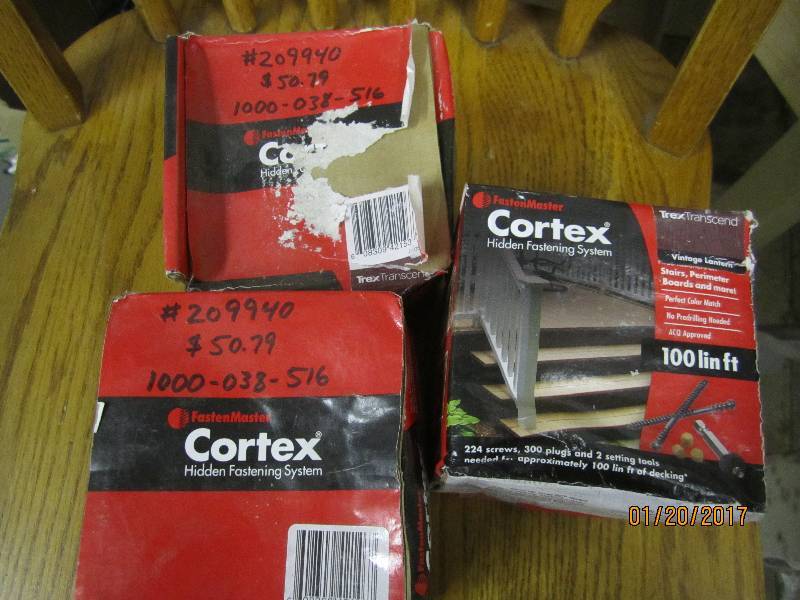 #209940
$50.79
1000-038-516
FastenMaster
Hidden
TrexTranscend
#209940
$50.79
1000-038-516
FastenMaster
Cortex®
Hidden Fastening System
FastenMaster
Cortex®
Hidden Fastening System
TrexTranscend
Vintage Lantern
Stairs, Perimeter
Boards and more!
Perfect Color Match
No Predrilling Needed
ACQ Approved
100 lin ft
224 screws, 300 plugs and 2 setting tools
needed for approximately 100 lin ft of decking*
01/20/2017